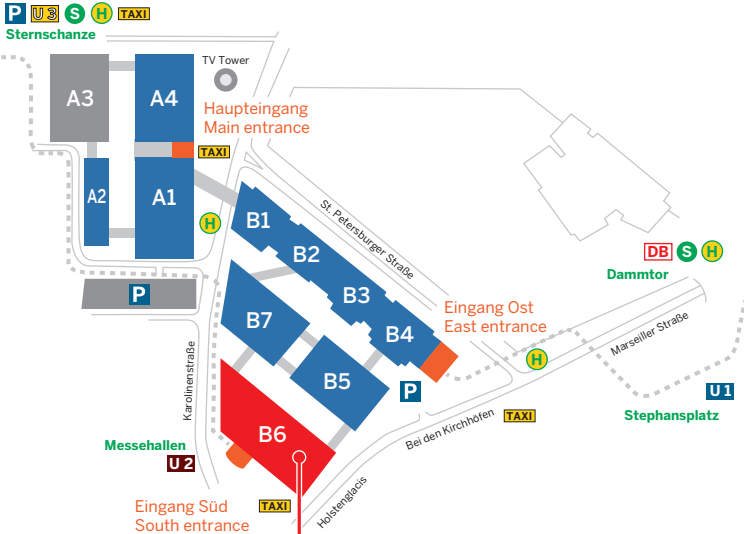 P U3 S H TAXI
Sternschanze
TV Tower
A3
A4
Haupteingang
Main entrance
TAXI
A2
A1
H
B1
St. Petersburger Straße
B2
DB S H
Dammtor
B3
P
Eingang Ost
East entrance
B7
B4
Marseiller Straße
H
Karolinenstraße
B5
P
U1
Stephansplatz
TAXI
Bei den Kirchhöfen
B6
Messehallen
U2
Eingang Süd
South entrance
TAXI
Holstenglacis